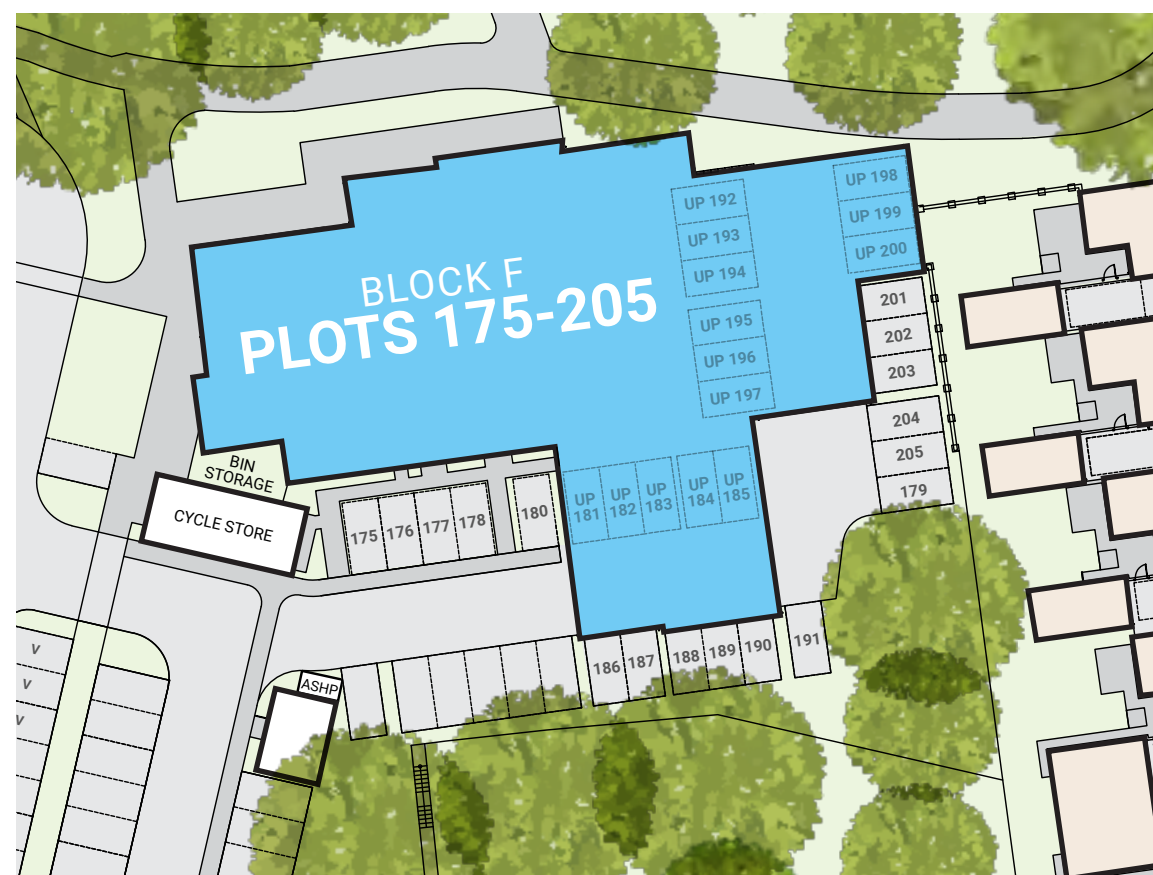 UP 198
UP 192
UP 199
UP 193
UP 200
UP 194
BLOCK F
PLOTS 175-205
201
UP 195
202
UP 196
203
UP 197
204
205
BIN
STORAGE
179
UP
181
UP
182
UP
183
UP
184
UP
185
CYCLE STORE
175
176
177
178
180
V
V
V
186
187
188
189
190
191
ASHP